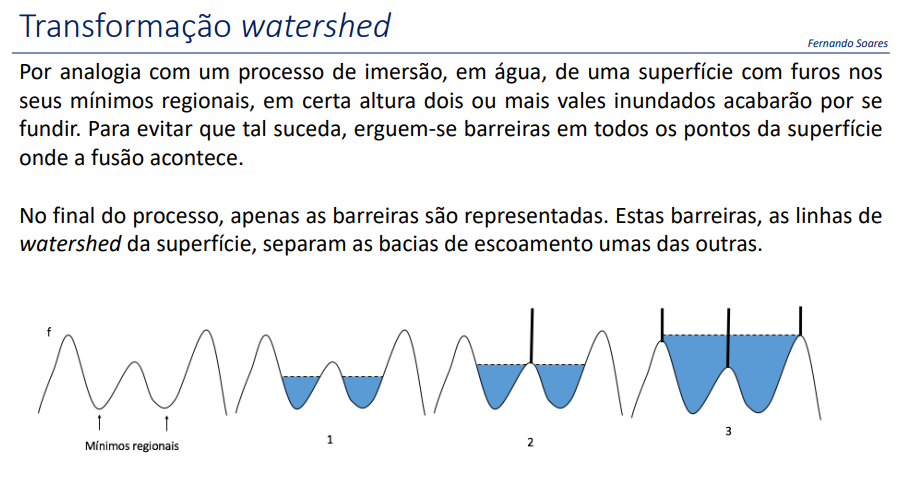 Transformação watershed
Fernando Soares
Por analogia com um processo de imersão, em água, de uma superfície com furos nos
seus mínimos regionais, em certa altura dois ou mais vales inundados acabarão por se
fundir. Para evitar que tal suceda, erguem-se barreiras em todos os pontos da superfície
onde a fusão acontece.
No final do processo, apenas as barreiras são representadas. Estas barreiras, as linhas de
watershed da superfície, separam as bacias de escoamento umas das outras.
f
Mínimos regionais
1
2
3